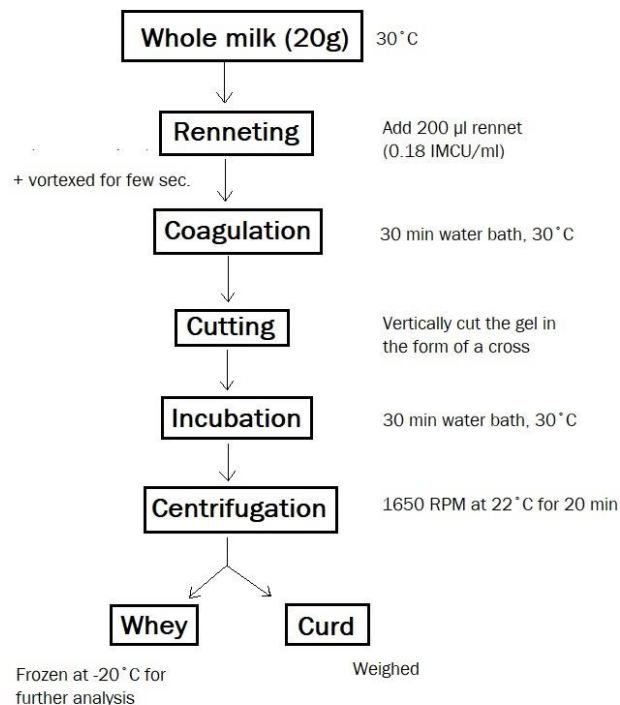 Whole milk (20g)
30˚C
Renneting
Add 200 µl rennet
(0.18 IMCU/ml)
+ vortexed for few sec.
Coagulation
30 min water bath, 30˚C
Cutting
Vertically cut the gel in
the form of a cross
Incubation
30 min water bath, 30˚C
Centrifugation
1650 RPM at 22˚C for 20 min
Whey
Curd
Frozen at -20˚C for
further analysis
Weighed